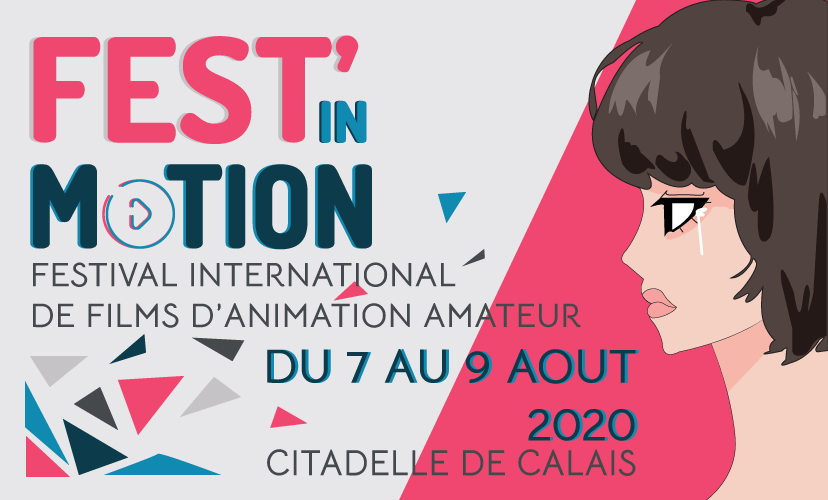 FEST' IN
MOTION
FESTIVAL INTERNATIONAL
DE FILMS D'ANIMATION AMATEUR
DU 7 AU 9 AOUT
2020
CITADELLE DE CALAIS